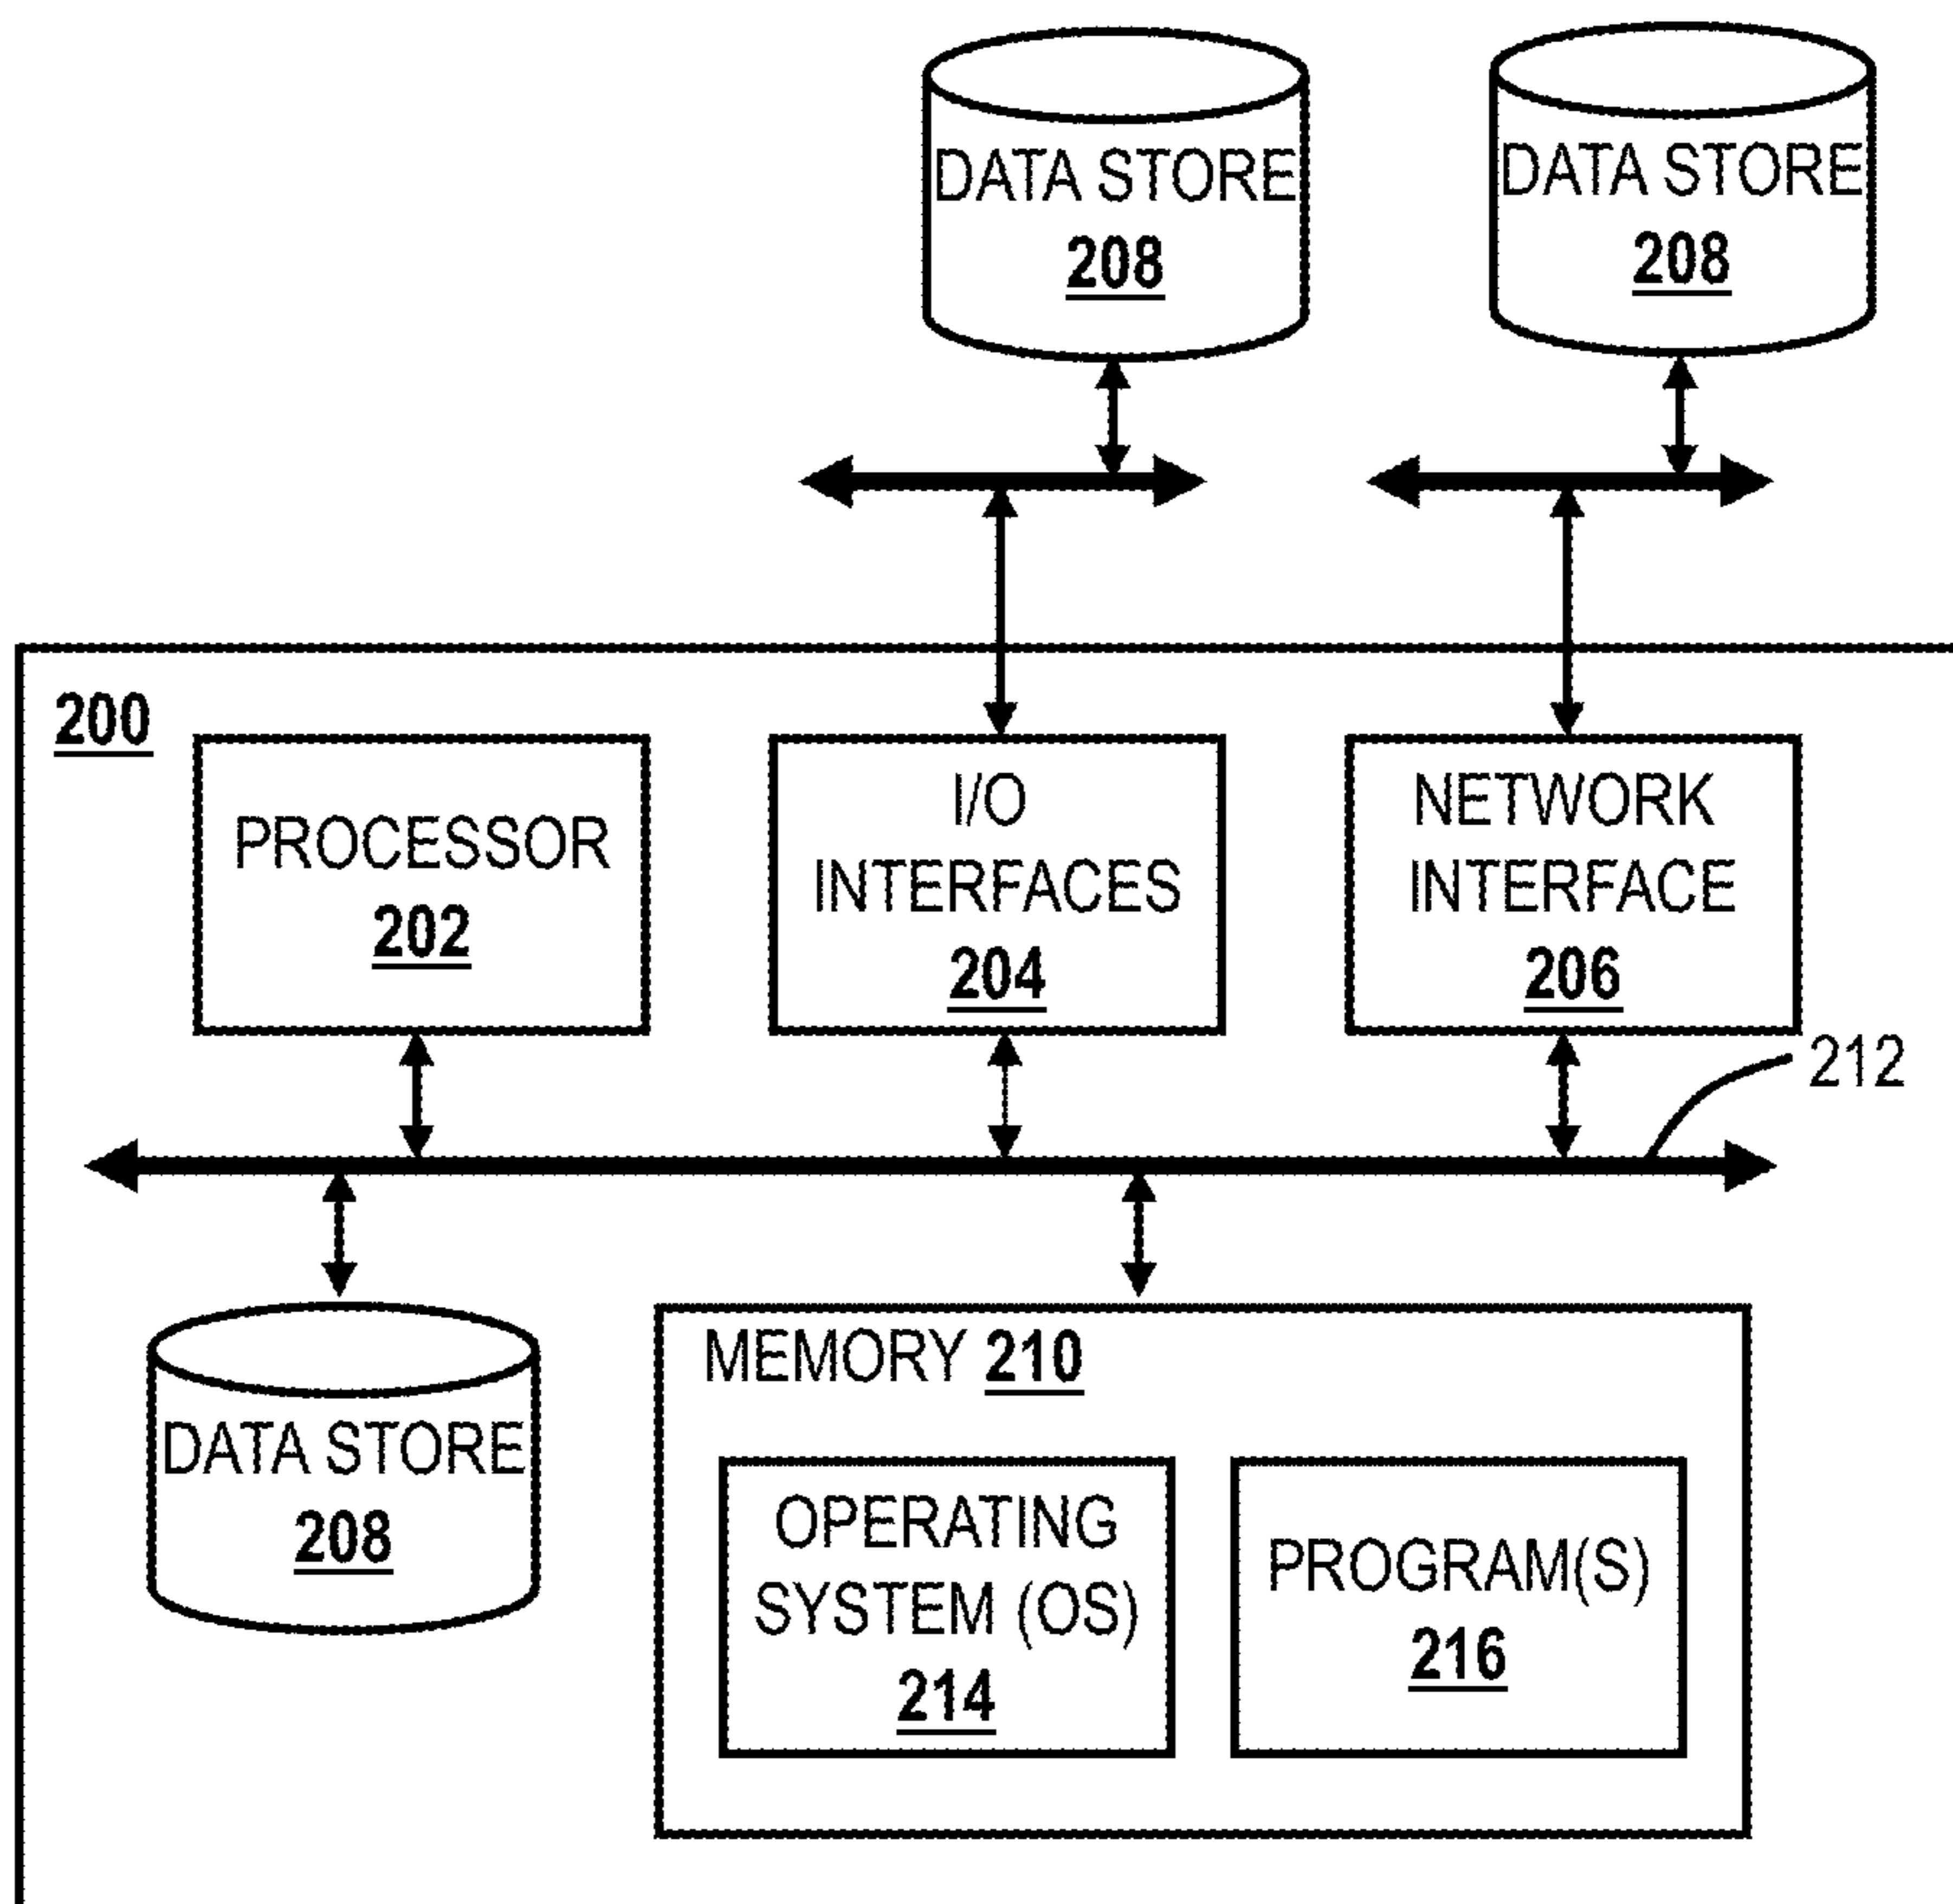 DATA STORE
208
DATA STORE
208
200
PROCESSOR
202
I/O
INTERFACES
204
NETWORK
INTERFACE
206
212
DATA STORE
208
MEMORY 210
OPERATING
SYSTEM (OS)
214
PROGRAM(S)
216